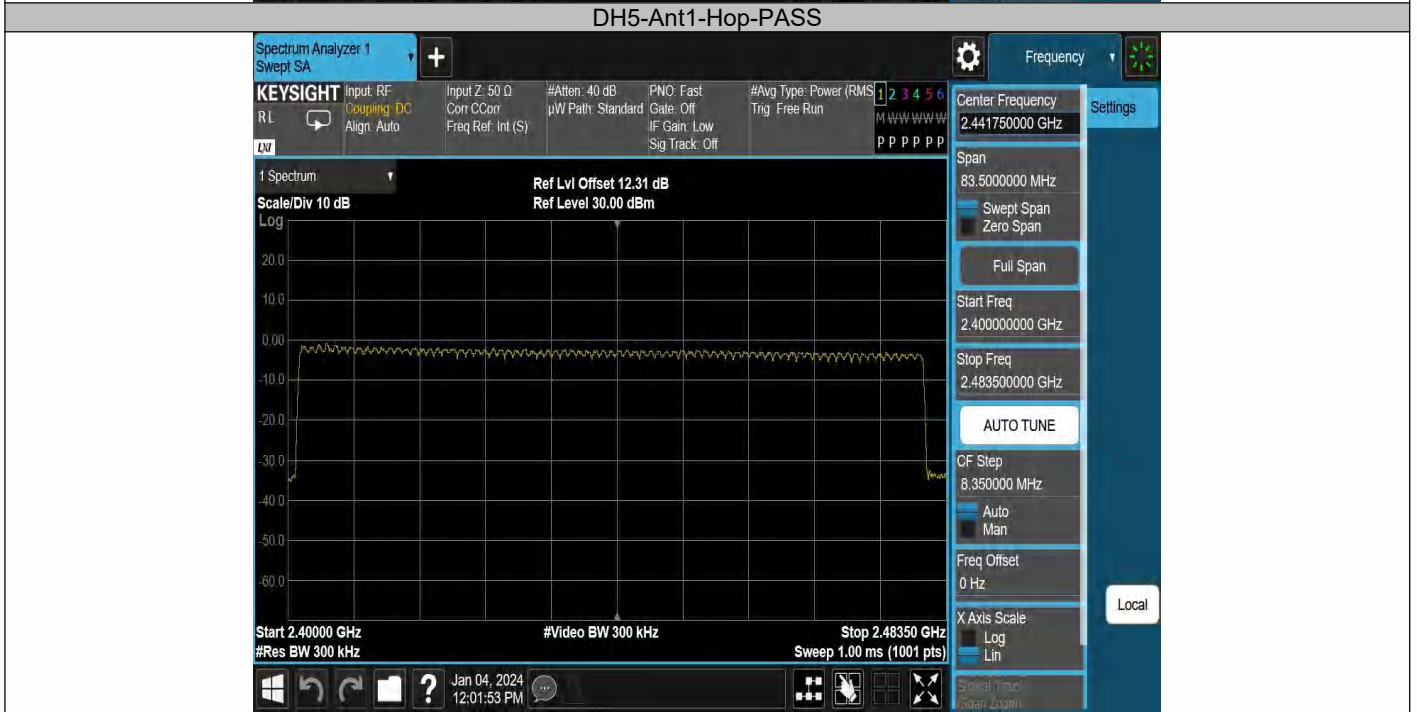 DH5-Ant1-Hop-PASS
Spectrum Analyzer 1
Swept SA
+
Frequency
KEYSIGHT
RL
LXI
Input: RF
Coupling: DC
Align: Auto
Input Z: 50 Ω
Corr CCorr
Freq Ref: Int (S)
#Atten: 40 dB
µW Path: Standard
PNO: Fast
Gate: Off
IF Gain: Low
Sig Track: Off
#Avg Type: Power (RMS
Trig: Free Run
1 2 3 4 5 6
M W W W W W
P P P P P P
Center Frequency
2.441750000 GHz
Settings
Span
83.5000000 MHz
Swept Span
Zero Span
Full Span
Start Freq
2.400000000 GHz
Stop Freq
2.483500000 GHz
AUTO TUNE
CF Step
8.350000 MHz
Auto
Man
Freq Offset
0 Hz
X Axis Scale
Log
Lin
Signal Track
(Span Zoom)
Local
1 Spectrum
Scale/Div 10 dB
Ref Lvl Offset 12.31 dB
Ref Level 30.00 dBm
Log
20.0
10.0
0.00
-10.0
-20.0
-30.0
-40.0
-50.0
-60.0
Start 2.40000 GHz
#Video BW 300 kHz
Stop 2.48350 GHz
#Res BW 300 kHz
Sweep 1.00 ms (1001 pts)
?
Jan 04, 2024
12:01:53 PM